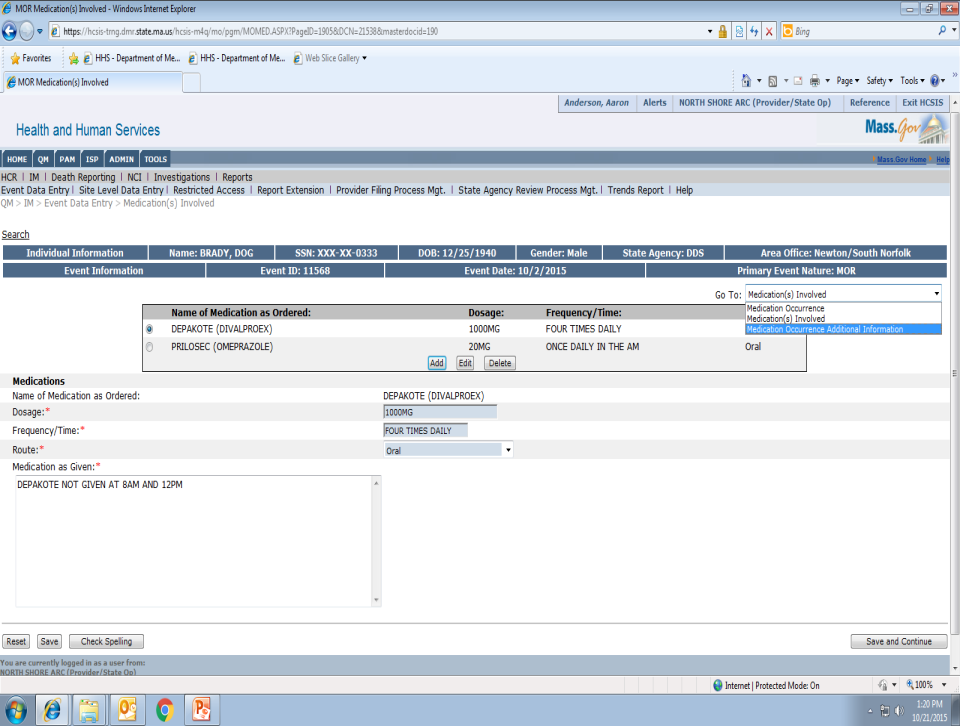 MOR Medication(s) Involved - Windows Internet Explorer
https://hcsis-trng.dmr.state.ma.us/hcsis-m4q/mo/pgm/MOMED.ASPX?PageID=1905&DCN=21538&masterdocid=190
Bing
Favorites HHS - Department of Me... HHS - Department of Me... Web Slice Gallery
MOR Medication(s) Involved Page Safety Tools
Anderson, Aaron Alerts NORTH SHORE ARC (Provider/State Op) Reference Exit HCSIS
Health and Human Services Mass.Gov
HOME QM PAM ISP ADMIN TOOLS Mass.Gov Home Help
HCR | IM | Death Reporting | NCI | Investigations | Reports
Event Data Entry | Site Level Data Entry | Restricted Access | Report Extension | Provider Filing Process Mgt. | State Agency Review Process Mgt. | Trends Report | Help
QM > IM > Event Data Entry > Medication(s) Involved
Search
Individual Information Name: BRADY, DOG SSN: XXX-XX-0333 DOB: 12/25/1940 Gender: Male State Agency: DDS Area Office: Newton/South Norfolk
Event Information Event ID: 11568 Event Date: 10/2/2015 Primary Event Nature: MOR
Go To: Medication(s) Involved
Medication Occurrence
Medication(s) Involved
Medication Occurrence Additional Information
Name of Medication as Ordered: Dosage: Frequency/Time:
DEPAKOTE (DIVALPROEX) 1000MG FOUR TIMES DAILY
PRILOSEC (OMEPRAZOLE) 20MG ONCE DAILY IN THE AM Oral
Add Edit Delete
Medications
Name of Medication as Ordered: DEPAKOTE (DIVALPROEX)
Dosage:* 1000MG
Frequency/Time:* FOUR TIMES DAILY
Route:* Oral
Medication as Given:*
DEPAKOTE NOT GIVEN AT 8AM AND 12PM
Reset Save Check Spelling Save and Continue
You are currently logged in as a user from:
NORTH SHORE ARC (Provider/State Op)
Internet | Protected Mode: On 100%
1:20 PM
10/21/2015